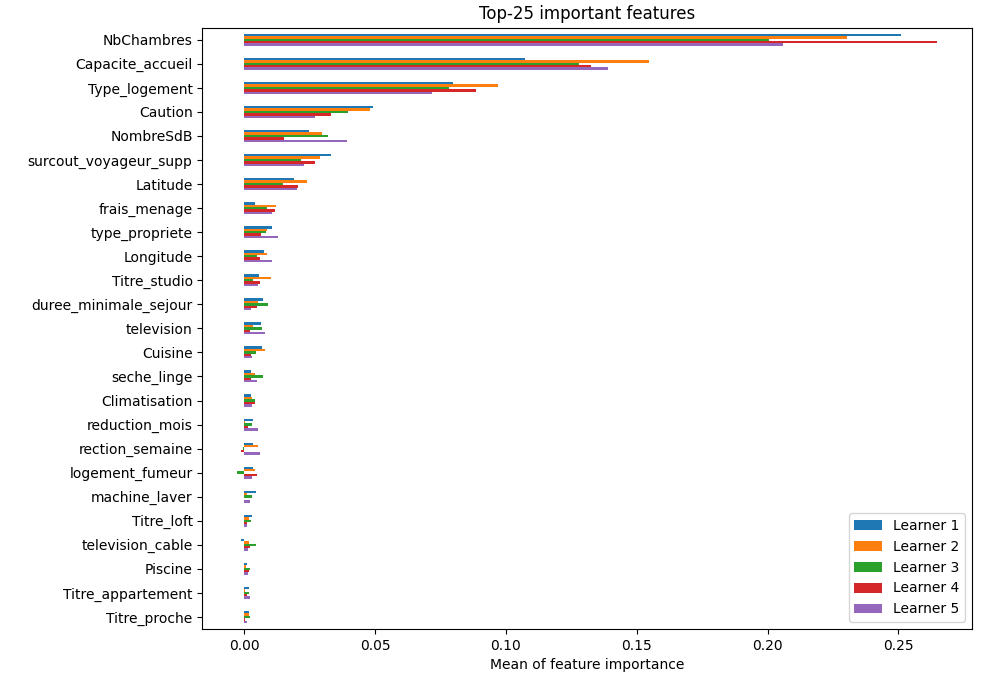 Top-25 important features
NbChambres
Capacite_accueil
Type_logement
Caution
NombreSdB
surcout_voyageur_supp
Latitude
frais_menage
type_propriete
Longitude
Titre_studio
duree_minimale_sejour
television
Cuisine
seche_linge
Climatisation
reduction_mois
rection_semaine
logement_fumeur
machine_laver
Titre_loft
television_cable
Piscine
Titre_appartement
Titre_proche
Learner 1
Learner 2
Learner 3
Learner 4
Learner 5
0.00 0.05 0.10 0.15 0.20 0.25
Mean of feature importance